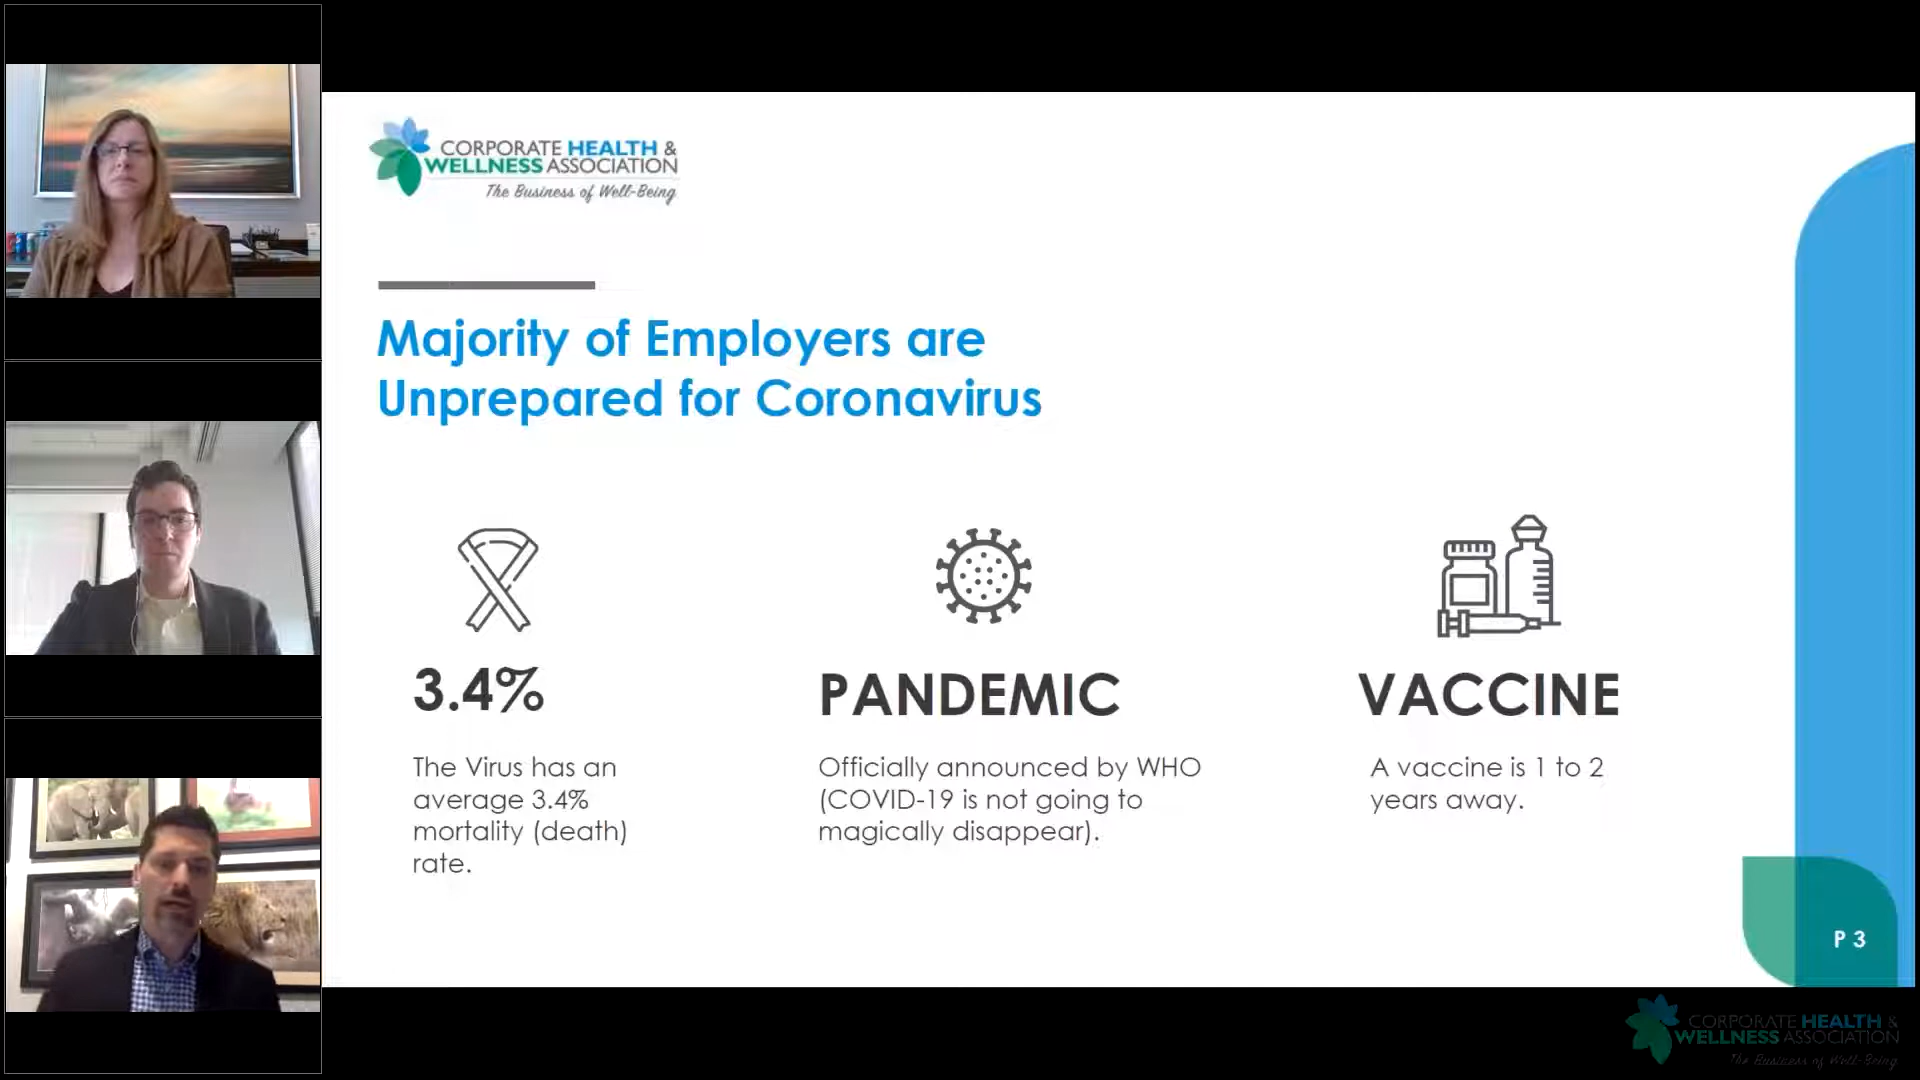 CORPORATE HEALTH &
WELLNESS ASSOCIATION
The Business of Well-Being
Majority of Employers are
Unprepared for Coronavirus
3.4%
The Virus has an
average 3.4%
mortality (death)
rate.
PANDEMIC
Officially announced by WHO
(COVID-19 is not going to
magically disappear).
VACCINE
A vaccine is 1 to 2
years away.
P 3
CORPORATE HEALTH &
WELLNESS ASSOCIATION
The Business of Well-Being